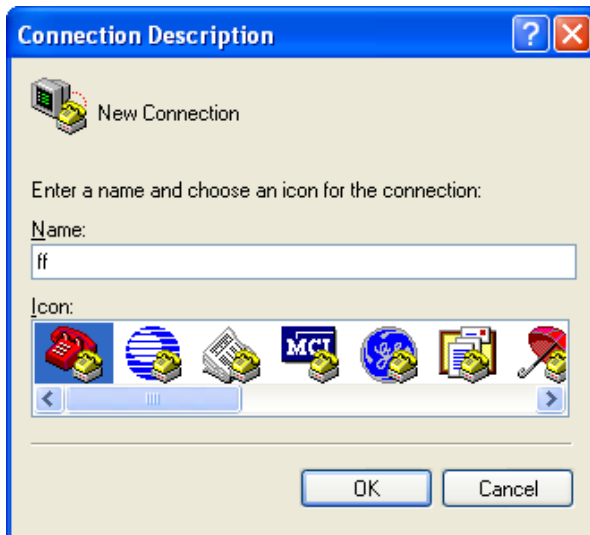 Connection Description
New Connection
Enter a name and choose an icon for the connection:
Name:
ff
Icon:
MCI
OK Cancel